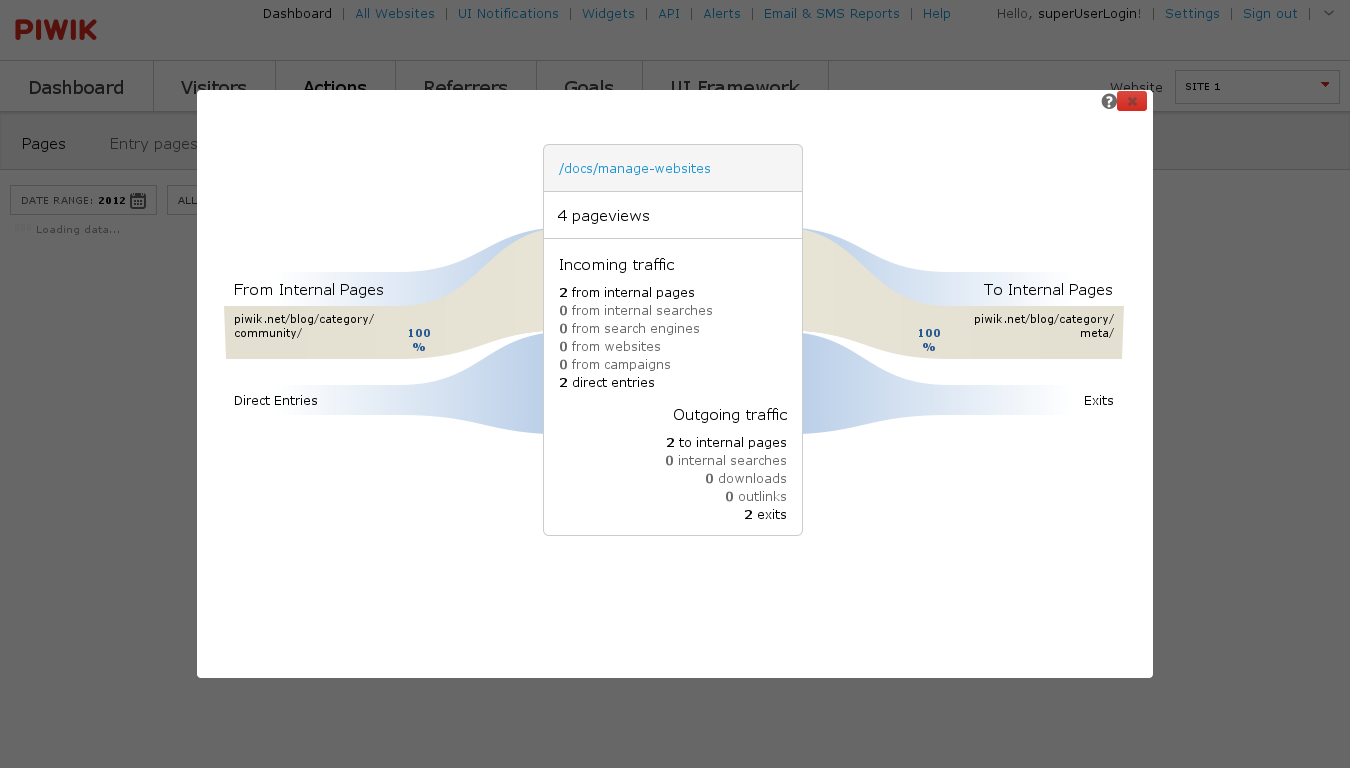 Dashboard | All Websites | UI Notifications | Widgets | API | Alerts | Email & SMS Reports | Help
Hello, superUserLogin! | Settings | Sign out |
PIWIK
Dashboard Visitors Actions Referrers Goals UI Framework
Website SITE 1
Pages Entry pages
DATE RANGE: 2012
ALL
Loading data...
/docs/manage-websites
4 pageviews
Incoming traffic
2 from internal pages
0 from internal searches
0 from search engines
0 from websites
0 from campaigns
2 direct entries
Outgoing traffic
2 to internal pages
0 internal searches
0 downloads
0 outlinks
2 exits
From Internal Pages
piwik.net/blog/category/
community/
100
%
Direct Entries
To Internal Pages
piwik.net/blog/category/
meta/
100
%
Exits